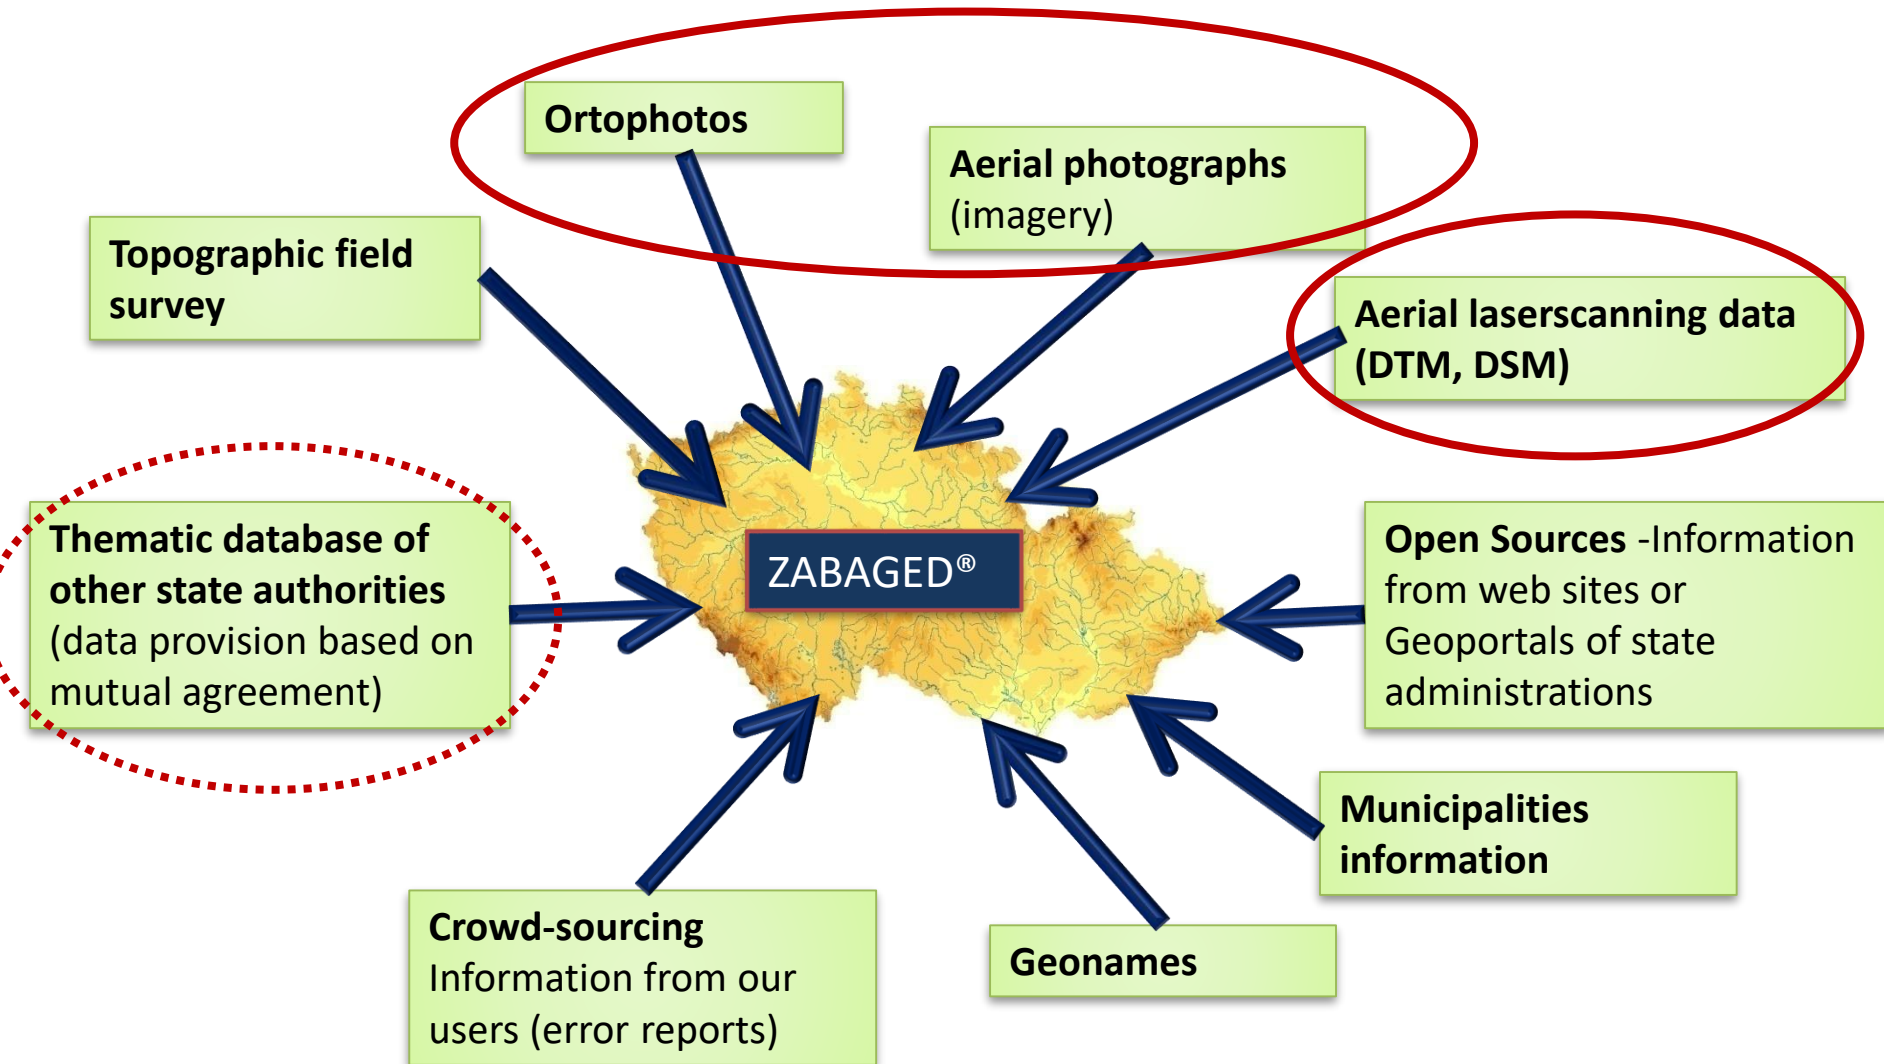 Ortophotos
Aerial photographs
(imagery)
Topographic field
survey
Aerial laserscanning data
(DTM, DSM)
Thematic database of
other state authorities
(data provision based on
mutual agreement)
ZABAGED®
Open Sources -Information
from web sites or
Geoportals of state
administrations
Municipalities
information
Crowd-sourcing
Information from our
users (error reports)
Geonames